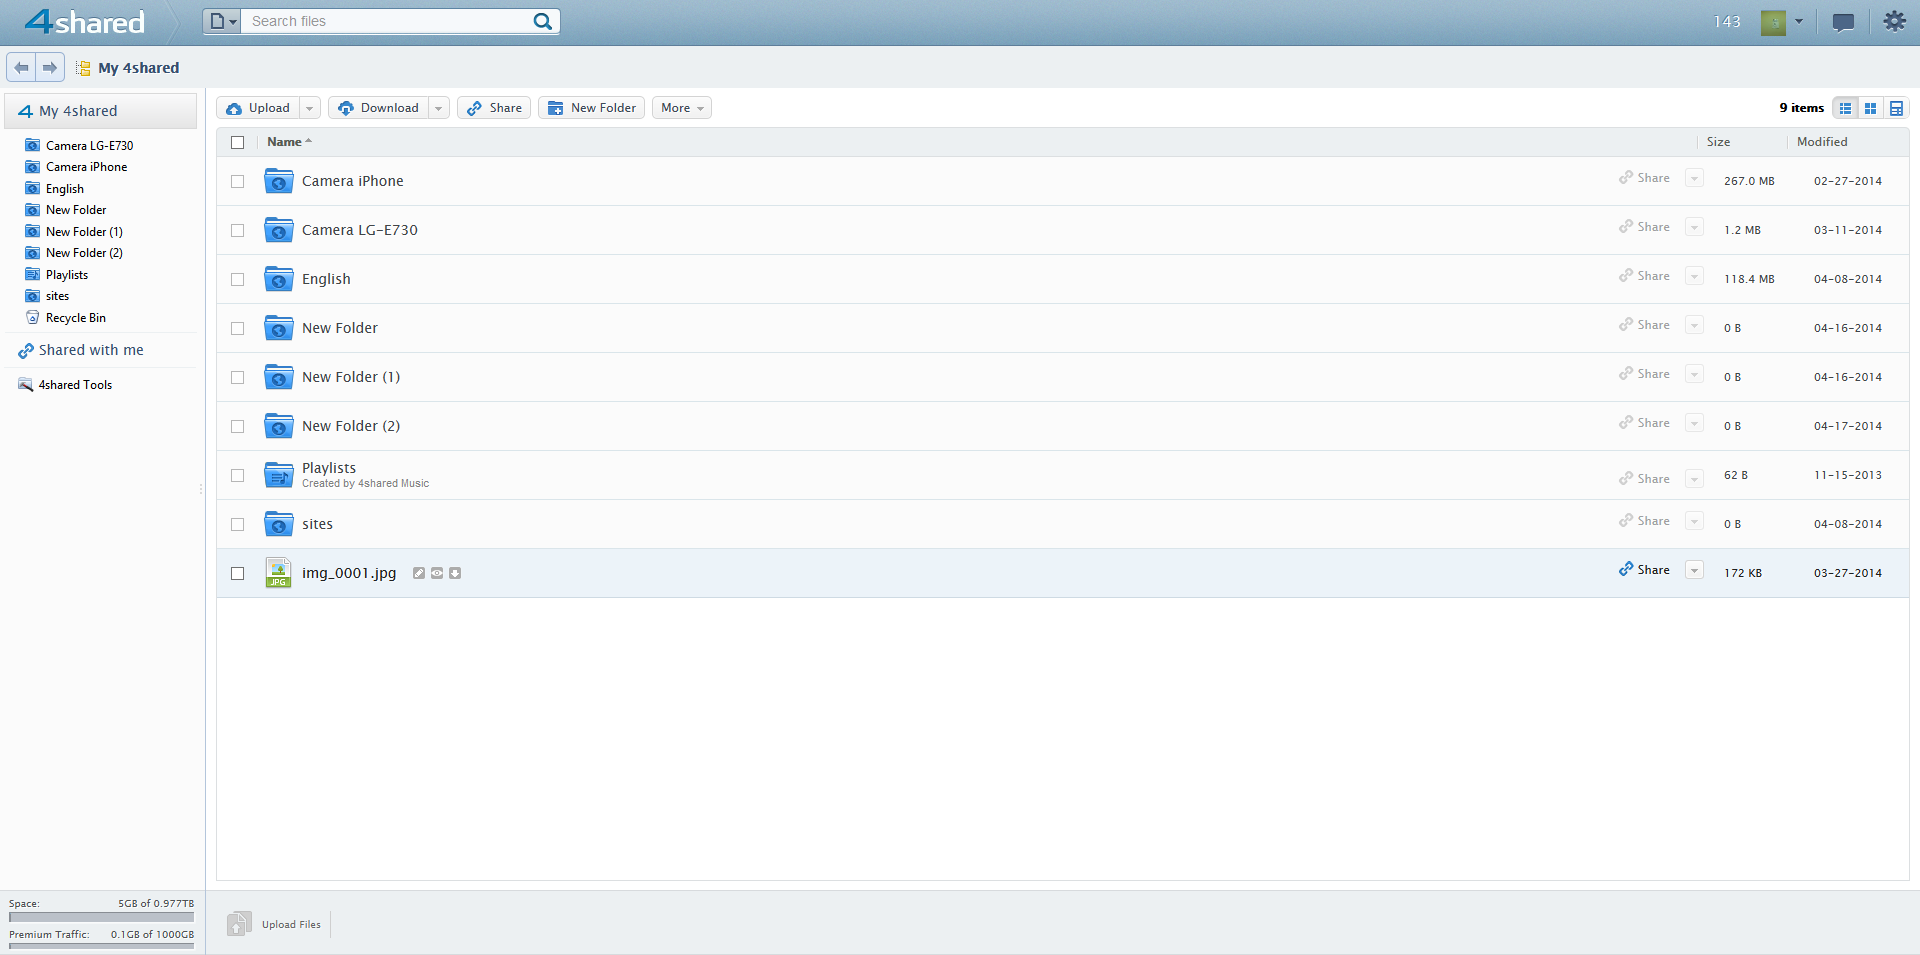 4shared
Search files
143
My 4shared
4 My 4shared
Camera LG-E730
Camera iPhone
English
New Folder
New Folder (1)
New Folder (2)
Playlists
sites
Recycle Bin
Shared with me
4shared Tools
Upload Download Share New Folder More 9 items
Name Size Modified
Camera iPhone Share 267.0 MB 02-27-2014
Camera LG-E730 Share 1.2 MB 03-11-2014
English Share 118.4 MB 04-08-2014
New Folder Share 0 B 04-16-2014
New Folder (1) Share 0 B 04-16-2014
New Folder (2) Share 0 B 04-17-2014
Playlists
Created by 4shared Music Share 62 B 11-15-2013
sites Share 0 B 04-08-2014
JPG img_0001.jpg Share 172 KB 03-27-2014
Space: 5GB of 0.977TB
Premium Traffic: 0.1GB of 1000GB
Upload Files